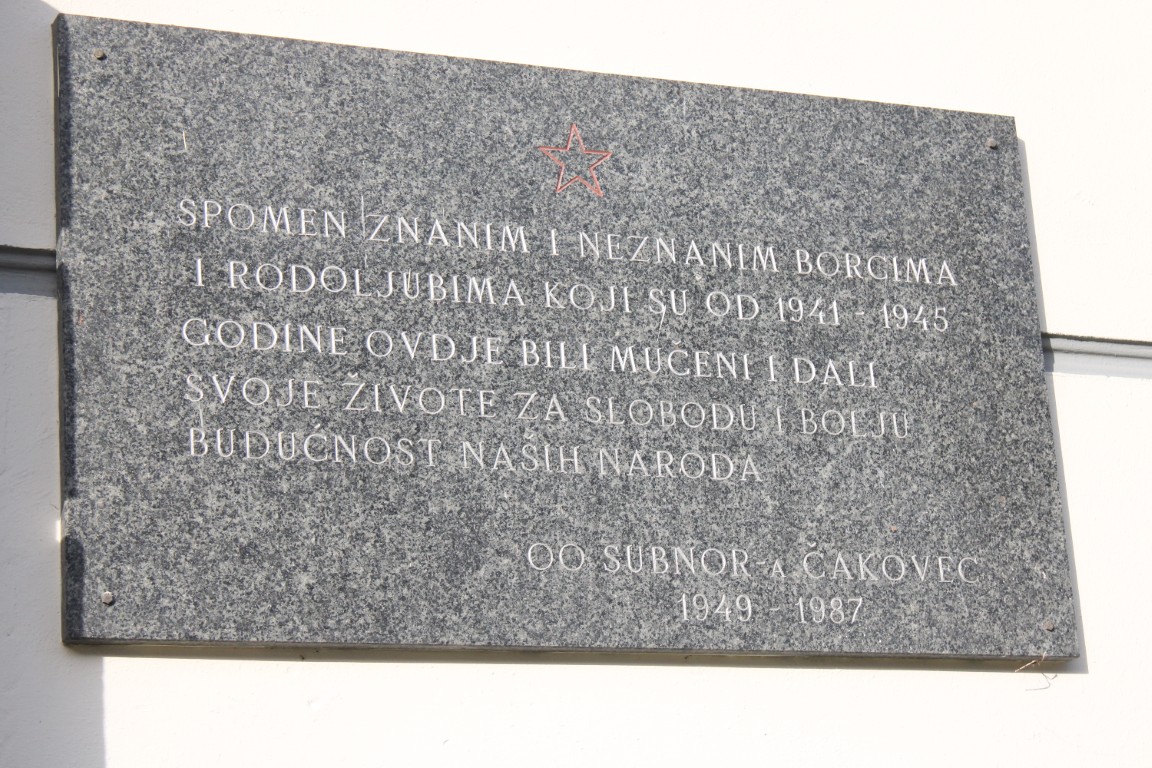 SPOMEN ZNANIM I NEZNANIM BORCIMA
I RODOLJUBIMA KOJI SU OD 1941 - 1945
GODINE OVDJE BILI MUČENI I DALI
SVOJE ŽIVOTE ZA SLOBODU I BOLJU
BUDUĆNOST NAŠIH NARODA
OO SUBNOR-A ČAKOVEC
1949 - 1987